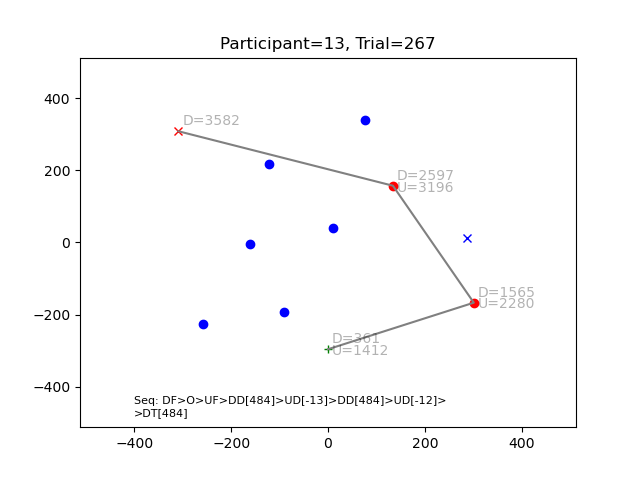 Participant=13, Trial=267
400
200
0
−200
−400
D=3582
D=2597
U=3196
D=1565
U=2280
D=361
U=1412
Seq: DF>O>UF>DD[484]>UD[-13]>DD[484]>UD[-12]>
>DT[484]
−400
−200
0
200
400